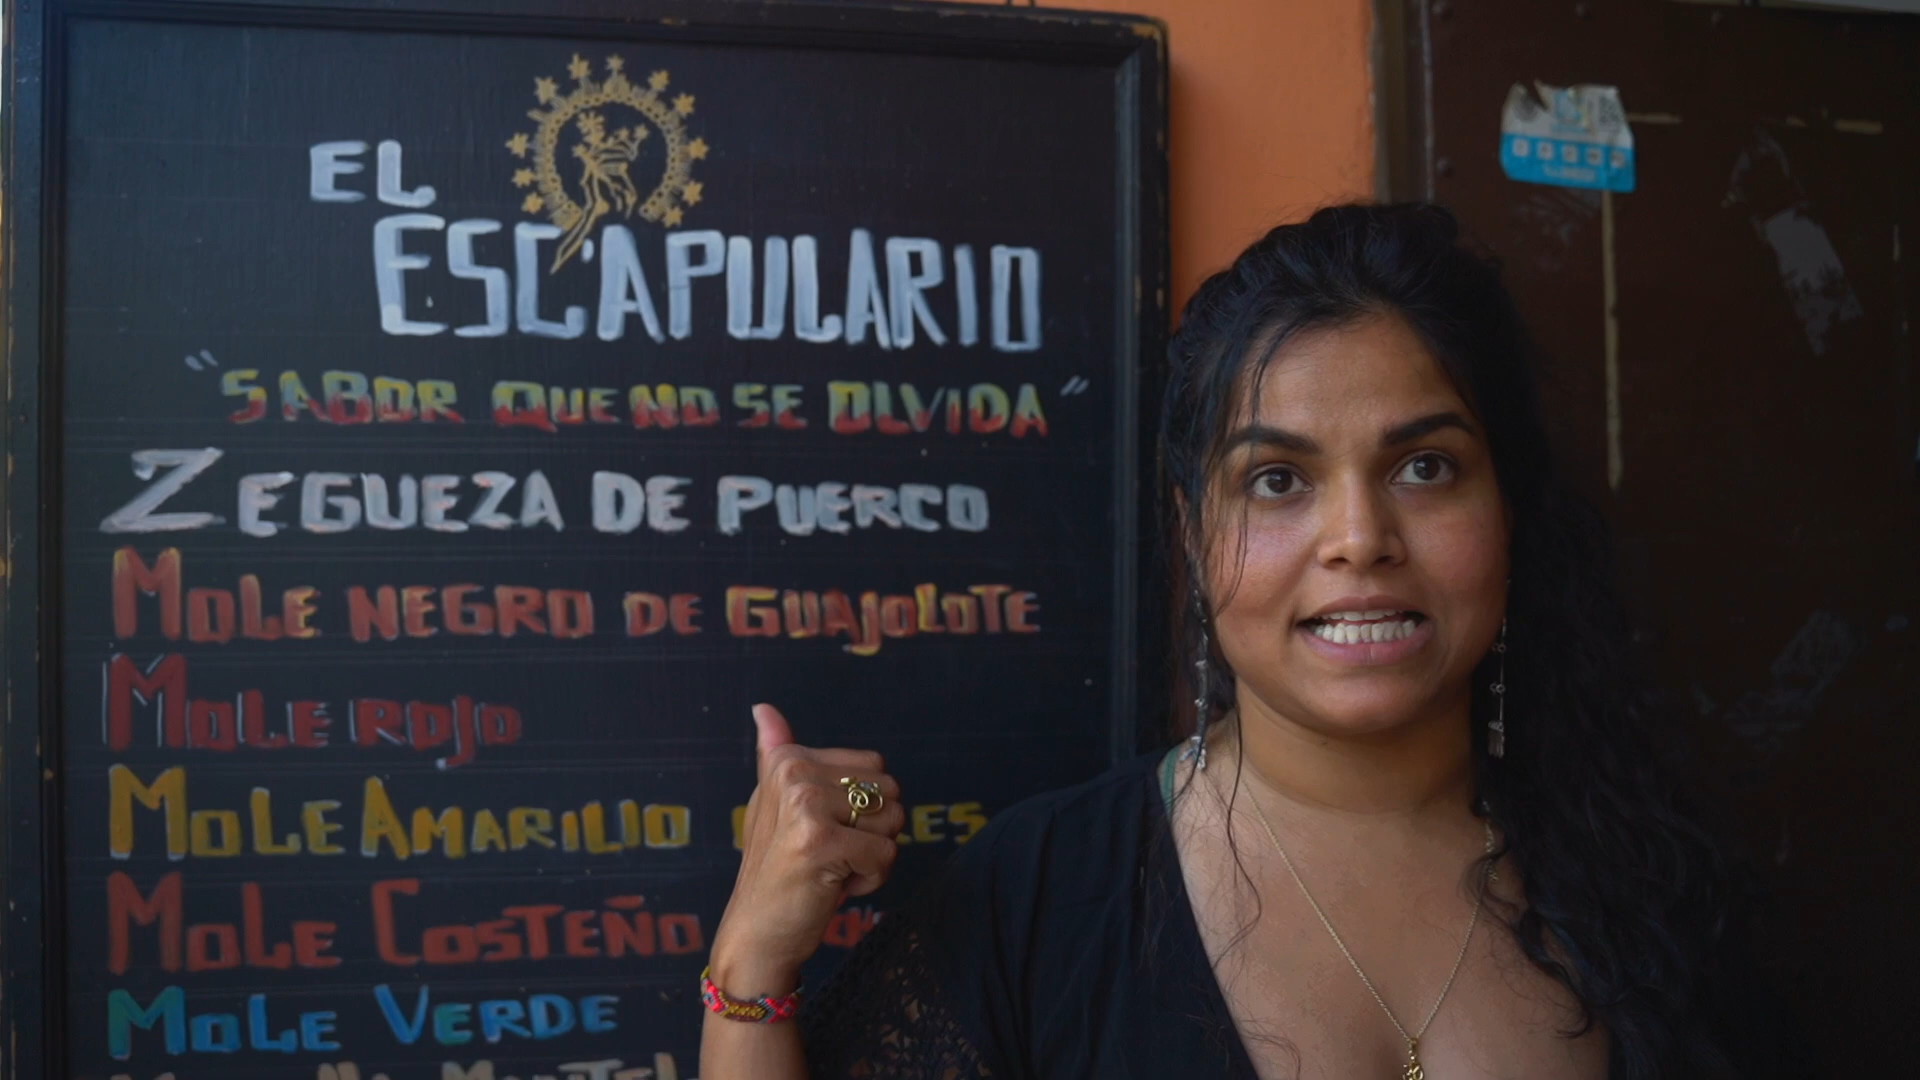 EL
ESCAPULARIO
"SABOR QUE NO SE OLVIDA"
ZEGUEZA DE PUERCO
MOLE NEGRO DE GUAJOLOTE
MOLE ROJO
MOLE AMARILLO
MOLE COSTEÑO
MOLE VERDE